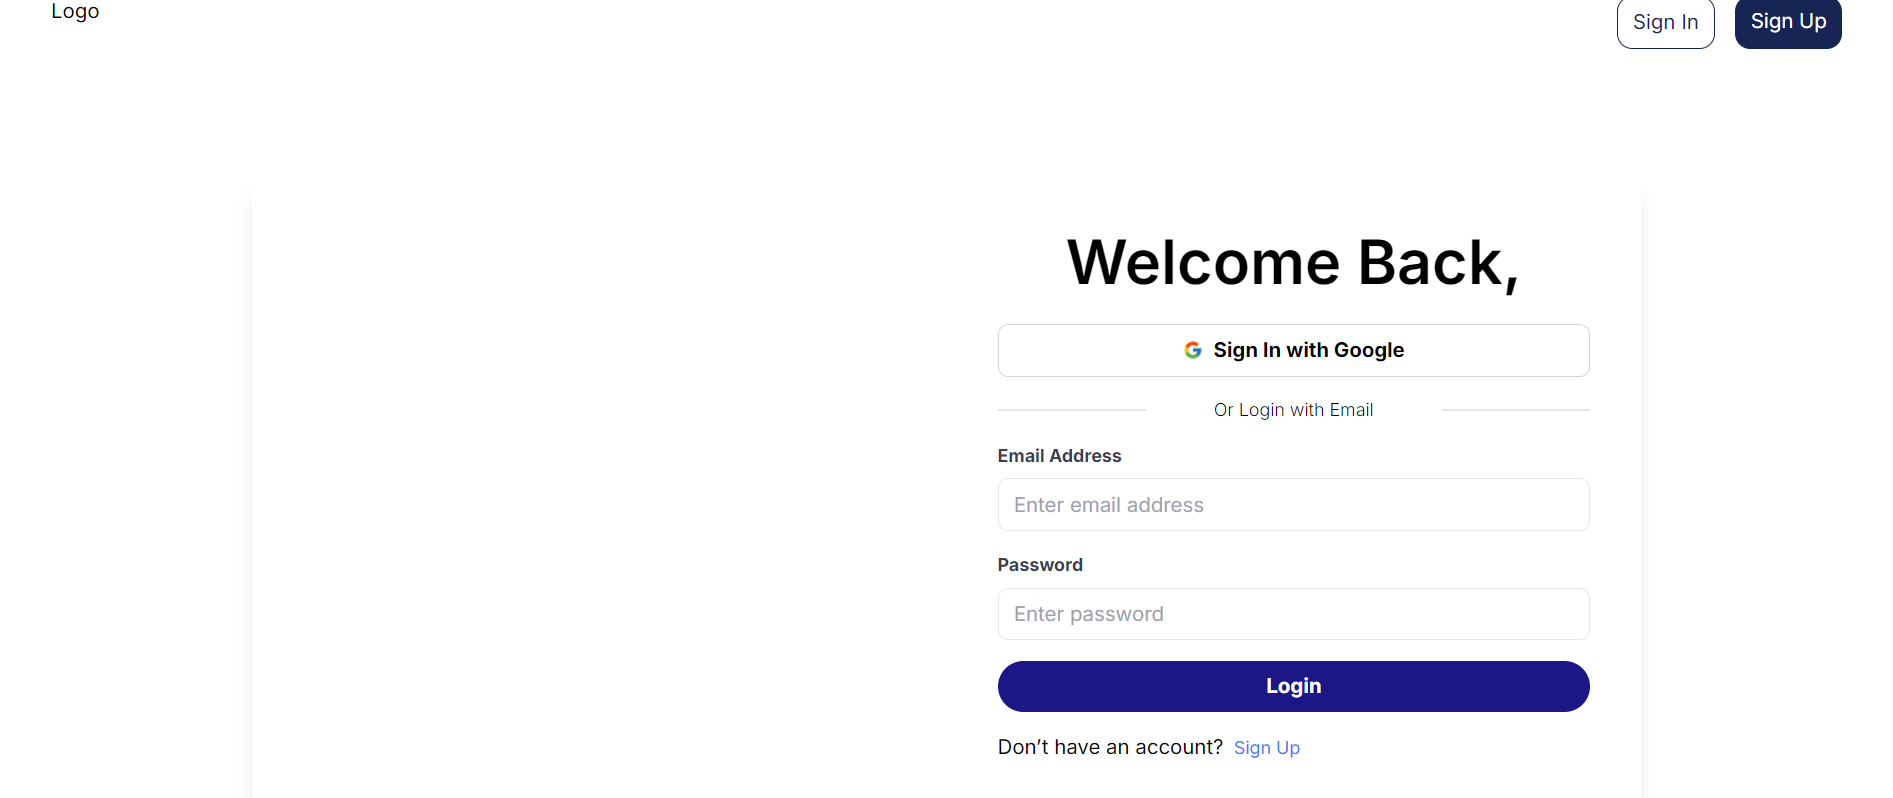 Logo
Sign In
Sign Up
Welcome Back,
Sign In with Google
Or Login with Email
Email Address
Enter email address
Password
Enter password
Login
Don’t have an account? Sign Up